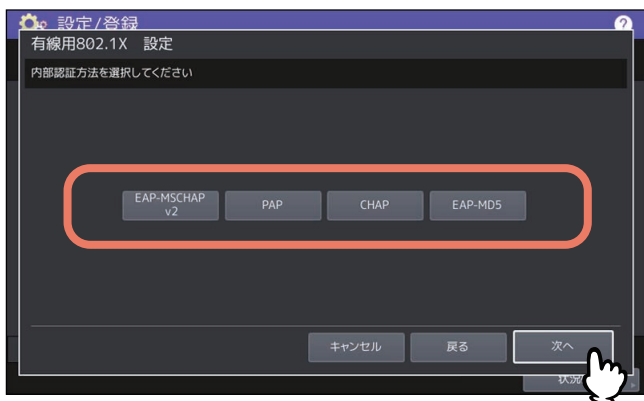 設定/登録
?
有線用802.1X 設定
内部認証方法を選択してください
EAP-MSCHAP
v2
PAP
CHAP
EAP-MD5
キャンセル
戻る
次へ
状況